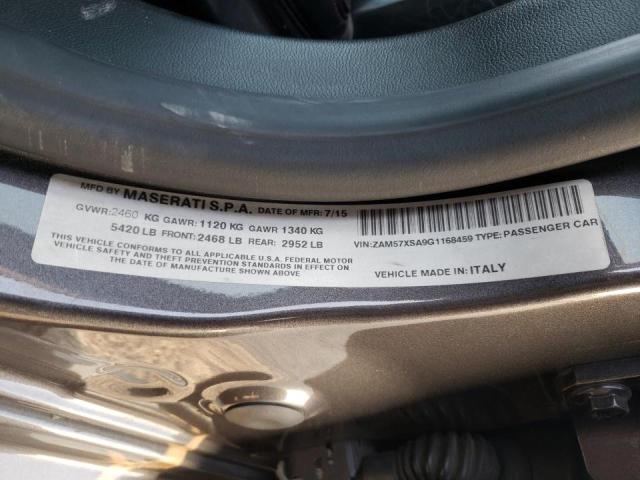 MFD BY MASERATI S.P.A. DATE OF MFR: 7/15
GVWR:2460 KG GAWR: 1120 KG GAWR 1340 KG
5420 LB FRONT: 2468 LB REAR: 2952 LB
THIS VEHICLE CONFORMS TO ALL APPLICABLE U.S.A. FEDERAL MOTOR
VEHICLE SAFETY AND THEFT PREVENTION STANDARDS IN EFFECT ON
THE DATE OF MANUFACTURE SHOWN ABOVE
VIN:ZAM57XSA9G1168459 TYPE: PASSENGER CAR
VEHICLE MADE IN: ITALY